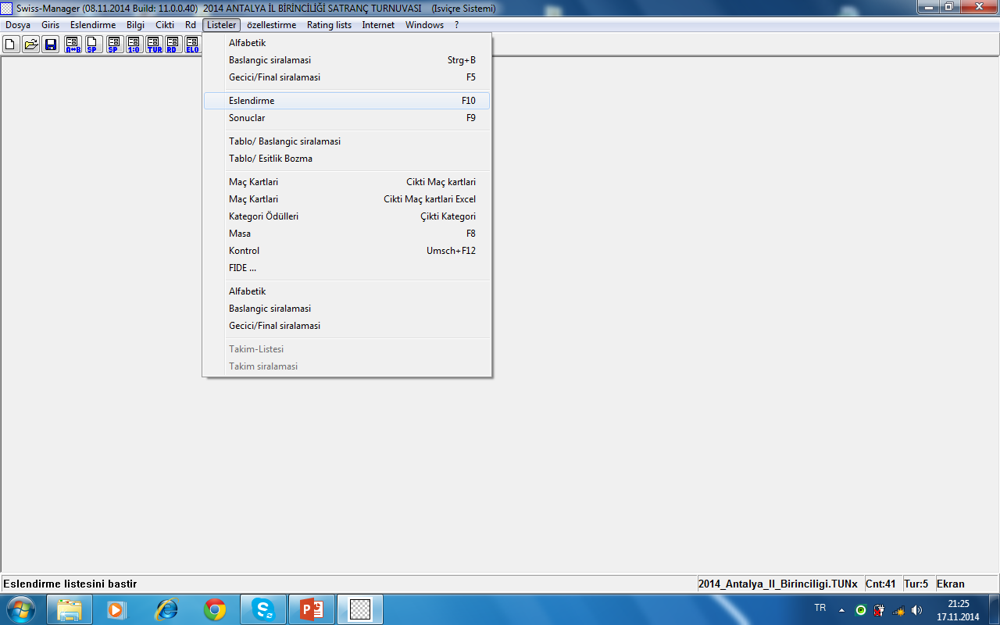 Swiss-Manager (08.11.2014 Build: 11.0.0.40) 2014 ANTALYA İL BİRİNCİLİĞİ SATRANÇ TURNUVASI (Isviçre Sistemi)
Dosya Giris Eslendirme Bilgi Cikti Rd Listeler özellestirme Rating lists Internet Windows ?
A↔B SP SP 1:0 TUR RD ELO
Alfabetik
Baslangic siralamasi Strg+B
Gecici/Final siralamasi F5
Eslendirme F10
Sonuclar F9
Tablo/ Baslangic siralamasi
Tablo/ Esitlik Bozma
Maç Kartlari Cikti Maç kartlari
Maç Kartlari Cikti Maç kartlari Excel
Kategori Ödülleri Çikti Kategori
Masa F8
Kontrol Umsch+F12
FIDE ...
Alfabetik
Baslangic siralamasi
Gecici/Final siralamasi
Takim-Listesi
Takim siralamasi
Eslendirme listesini bastir 2014_Antalya_Il_Birinciligi.TUNx Cnt:41 Tur:5 Ekran
TR 21:25
17.11.2014